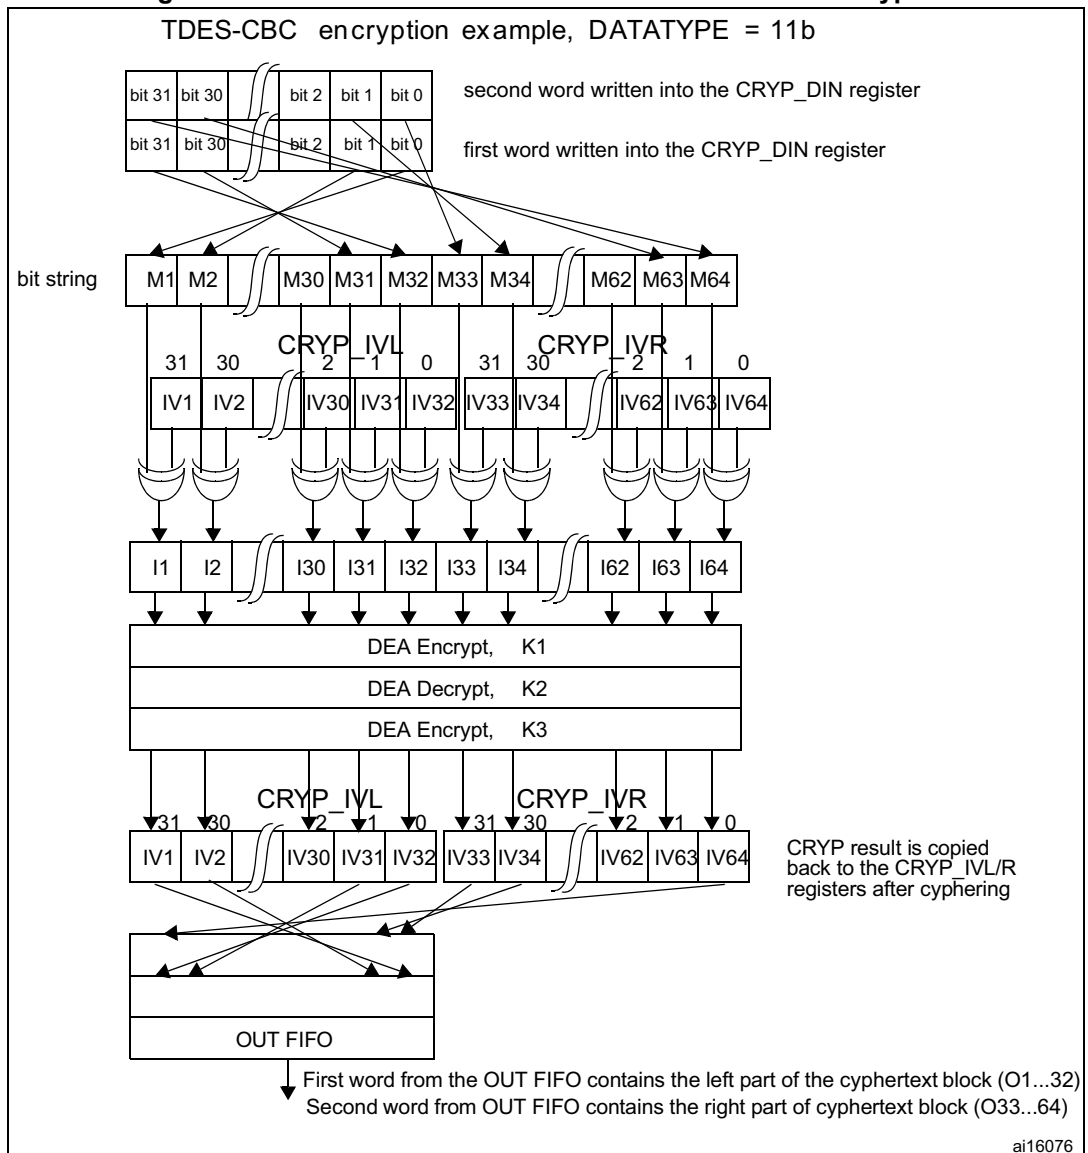 TDES-CBC encryption example, DATATYPE = 11b
bit 31 bit 30 bit 2 bit 1 bit 0 second word written into the CRYP_DIN register
bit 31 bit 30 bit 2 bit 1 bit 0 first word written into the CRYP_DIN register
bit string M1 M2 M30 M31 M32 M33 M34 M62 M63 M64
CRYP_IVL CRYP_IVR
31 30 2 1 0 31 30 2 1 0
IV1 IV2 IV30 IV31 IV32 IV33 IV34 IV62 IV63 IV64
I1 I2 I30 I31 I32 I33 I34 I62 I63 I64
DEA Encrypt, K1
DEA Decrypt, K2
DEA Encrypt, K3
CRYP_IVL CRYP_IVR
31 30 2 1 0 31 30 2 1 0
IV1 IV2 IV30 IV31 IV32 IV33 IV34 IV62 IV63 IV64
CRYP result is copied
back to the CRYP_IVL/R
registers after cyphering
OUT FIFO
First word from the OUT FIFO contains the left part of the cyphertext block (O1...32)
Second word from OUT FIFO contains the right part of cyphertext block (O33...64)
ai16076